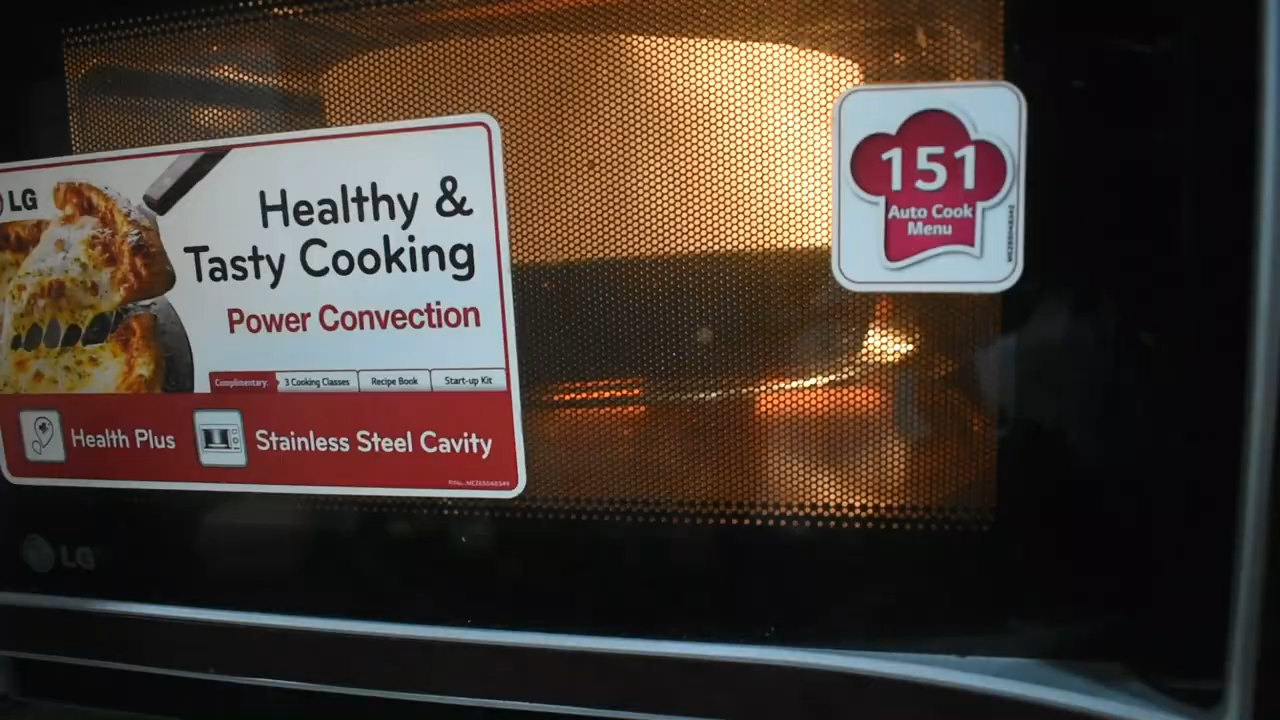 LG
Healthy &
Tasty Cooking
Power Convection
Complimentary
3 Cooking Classes
Recipe Book
Start-up Kit
Health Plus
Stainless Steel Cavity
151
Auto Cook
Menu
LG